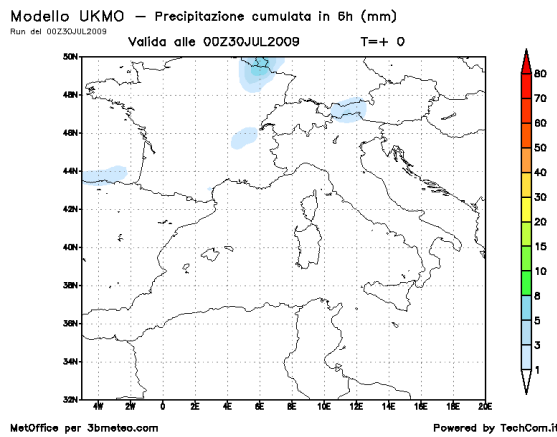 Modello UKMO – Precipitazione cumulata in 6h (mm)
Run del 00Z30JUL2009
Valida alle 00Z30JUL2009 T=+ 0
50N
48N
46N
44N
42N
40N
38N
36N
34N
32N
4W 2W 0 2E 4E 6E 8E 10E 12E 14E 16E 18E 20E
80
70
60
50
40
30
20
15
10
8
5
3
1
MetOffice per 3bmeteo.com
Powered by TechCom.it